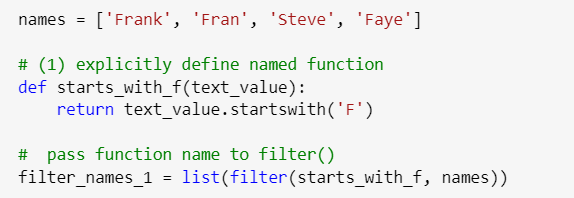 names = ['Frank', 'Fran', 'Steve', 'Faye']
# (1) explicitly define named function
def starts_with_f(text_value):
    return text_value.startswith('F')
#  pass function name to filter()
filter_names_1 = list(filter(starts_with_f, names))